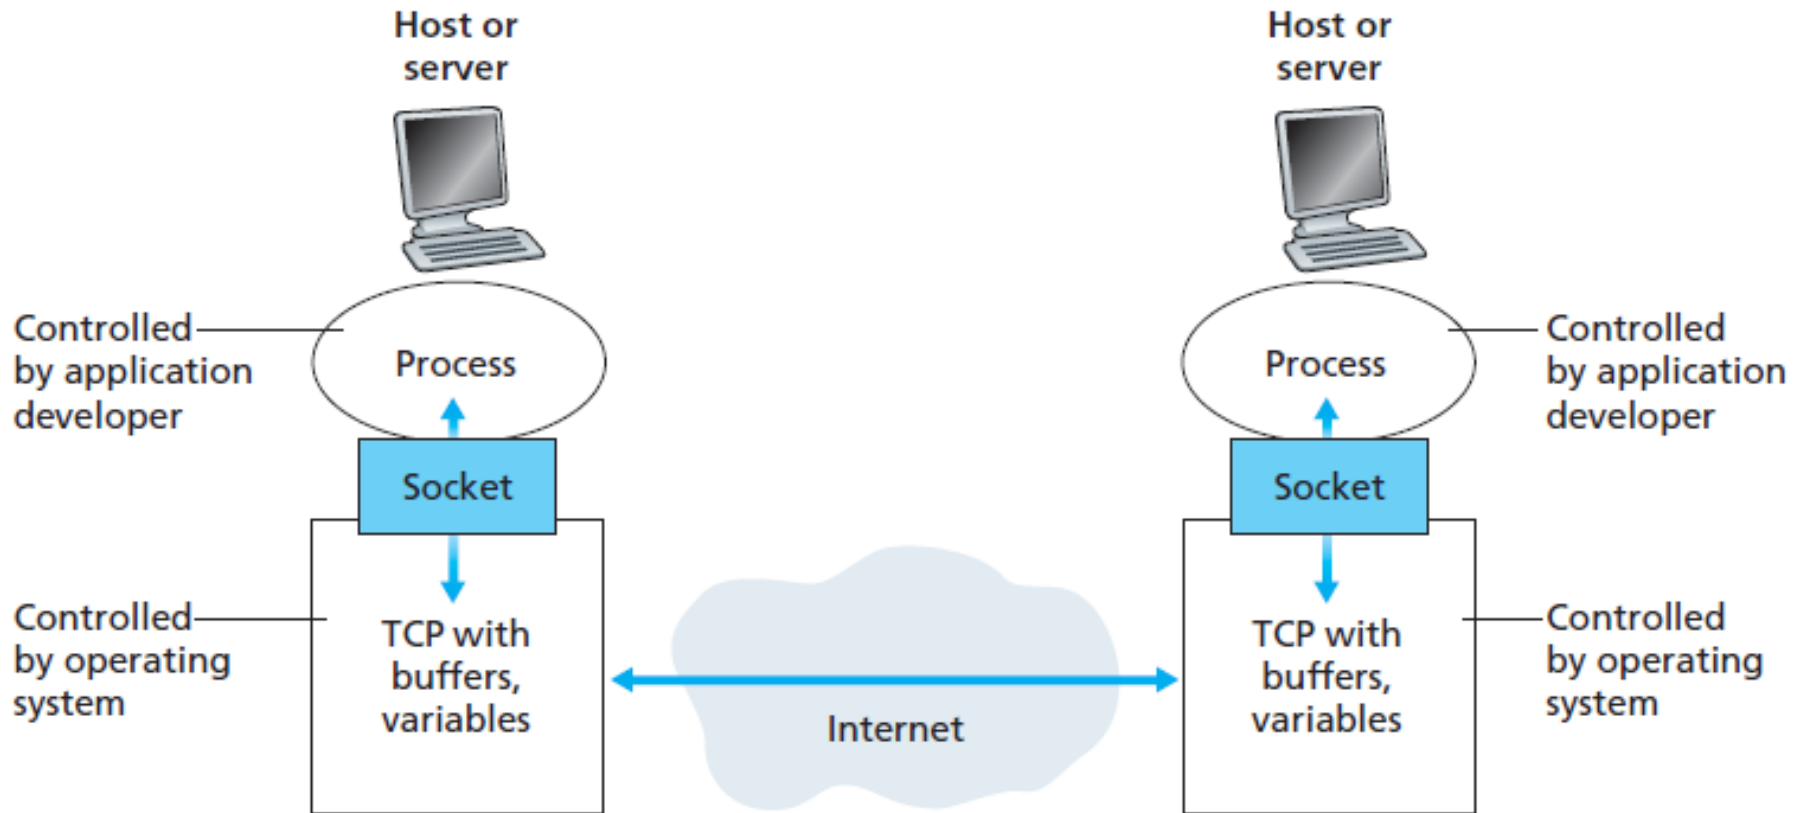 Host or
server
Host or
server
Controlled
by application
developer
Process
Process
Controlled
by application
developer
Socket
Socket
Controlled
by operating
system
TCP with
buffers,
variables
Internet
TCP with
buffers,
variables
Controlled
by operating
system